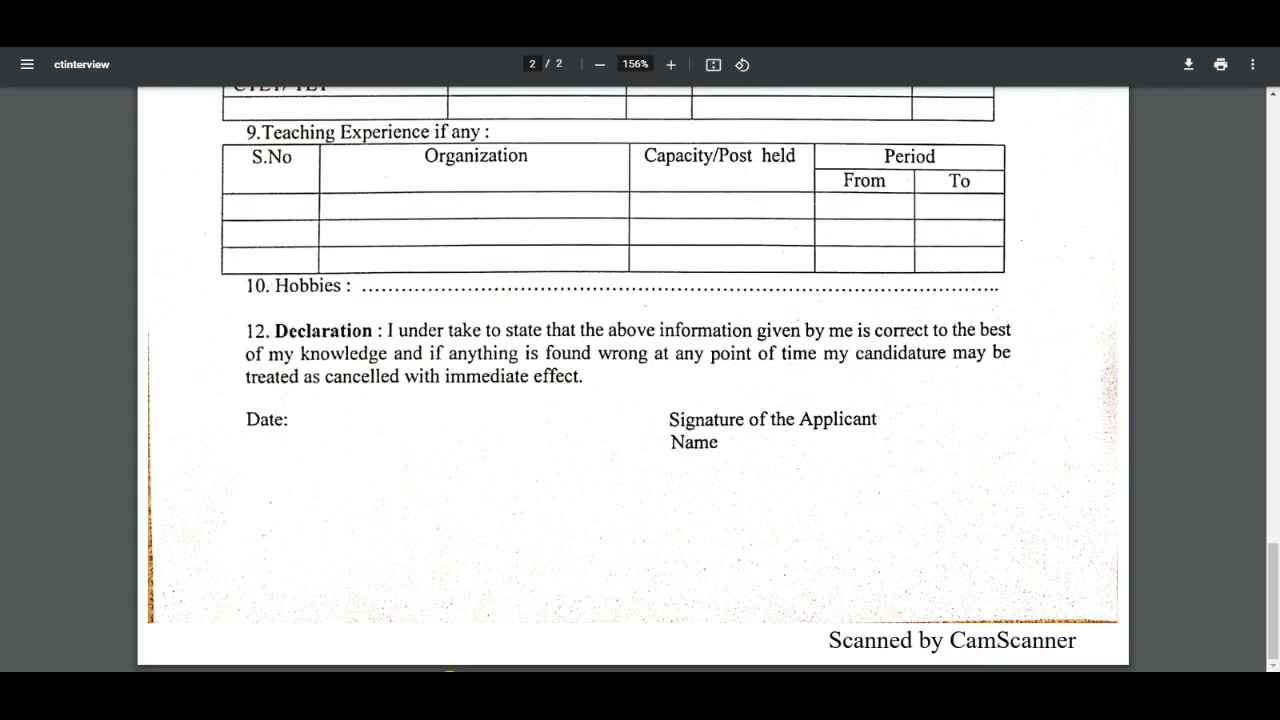 ctinterview
2 / 2
156%
CTET/ TET
9.Teaching Experience if any :
S.No Organization Capacity/Post held Period
From To
10. Hobbies : ..............................................................................................
12. Declaration : I under take to state that the above information given by me is correct to the best
of my knowledge and if anything is found wrong at any point of time my candidature may be
treated as cancelled with immediate effect.
Date: Signature of the Applicant
Name
Scanned by CamScanner